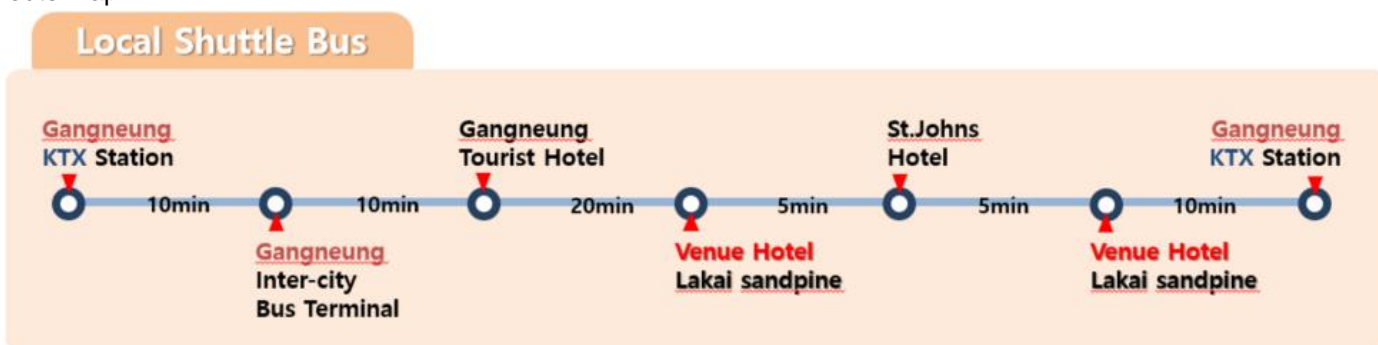 Local Shuttle Bus
Gangneung
KTX Station
Gangneung
Tourist Hotel
St.Johns
Hotel
Gangneung
KTX Station
10min
10min
20min
5min
5min
10min
Gangneung
Inter-city
Bus Terminal
Venue Hotel
Lakai sandpine
Venue Hotel
Lakai sandpine